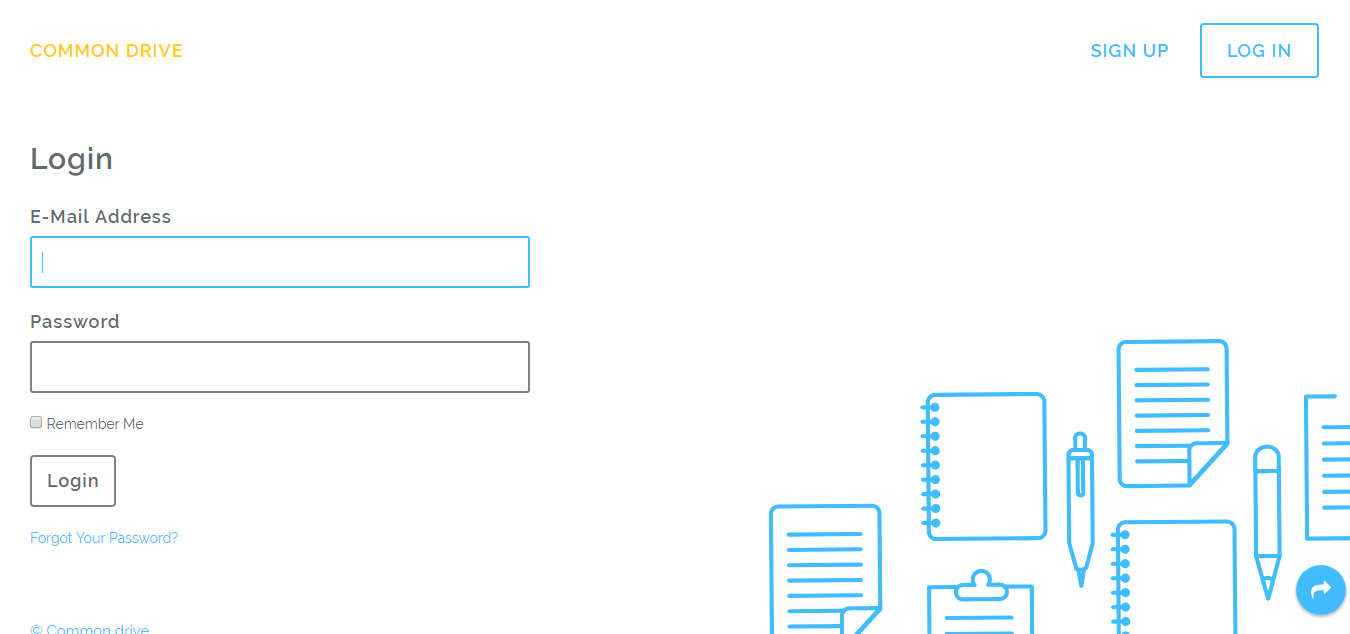 COMMON DRIVE
SIGN UP
LOG IN
Login
E-Mail Address
Password
Remember Me
Login
Forgot Your Password?
© Common drive